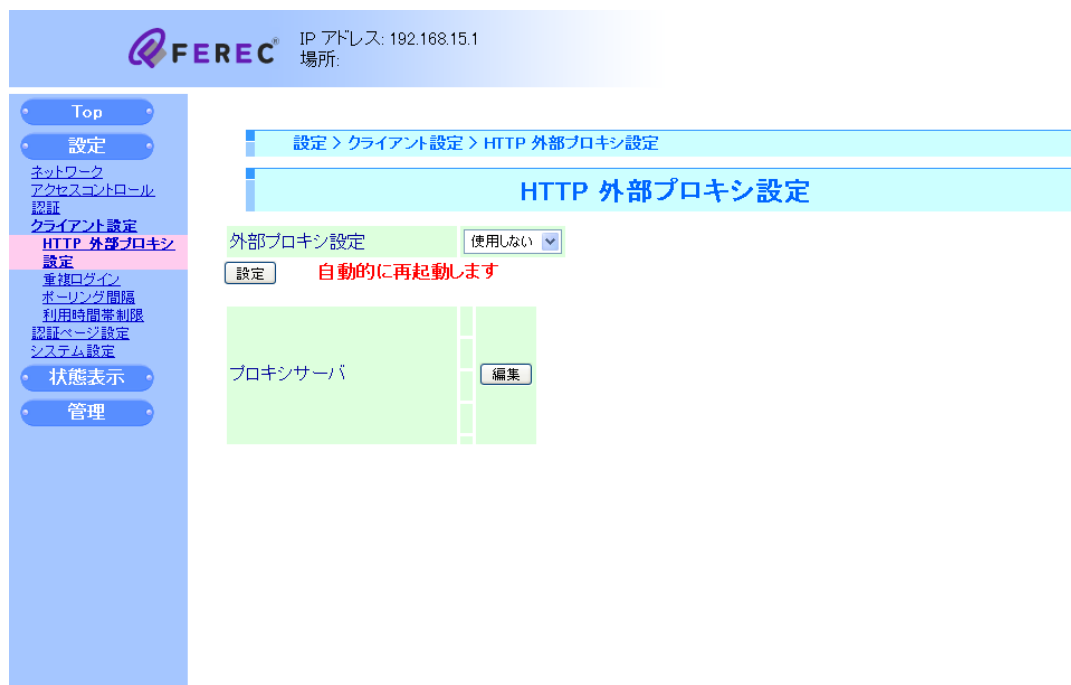 FEREC®
IP アドレス: 192.168.15.1
場所:
Top
設定
ネットワーク
アクセスコントロール
認証
クライアント設定
HTTP 外部プロキシ
設定
重複ログイン
ポーリング間隔
利用時間帯制限
認証ページ設定
システム設定
状態表示
管理
設定 > クライアント設定 > HTTP 外部プロキシ設定
HTTP 外部プロキシ設定
外部プロキシ設定
使用しない
設定
自動的に再起動します
プロキシサーバ
編集